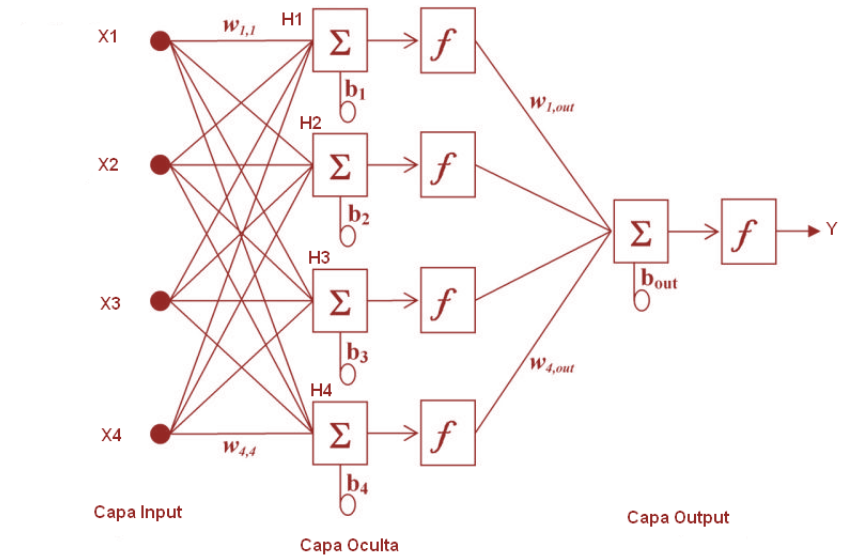 X1
w1,1
H1
Σ
f
b1
w1,out
X2
H2
Σ
f
b2
Σ
f
Y
bout
X3
H3
Σ
f
b3
w4,out
X4
w4,4
H4
Σ
f
b4
Capa Input
Capa Oculta
Capa Output